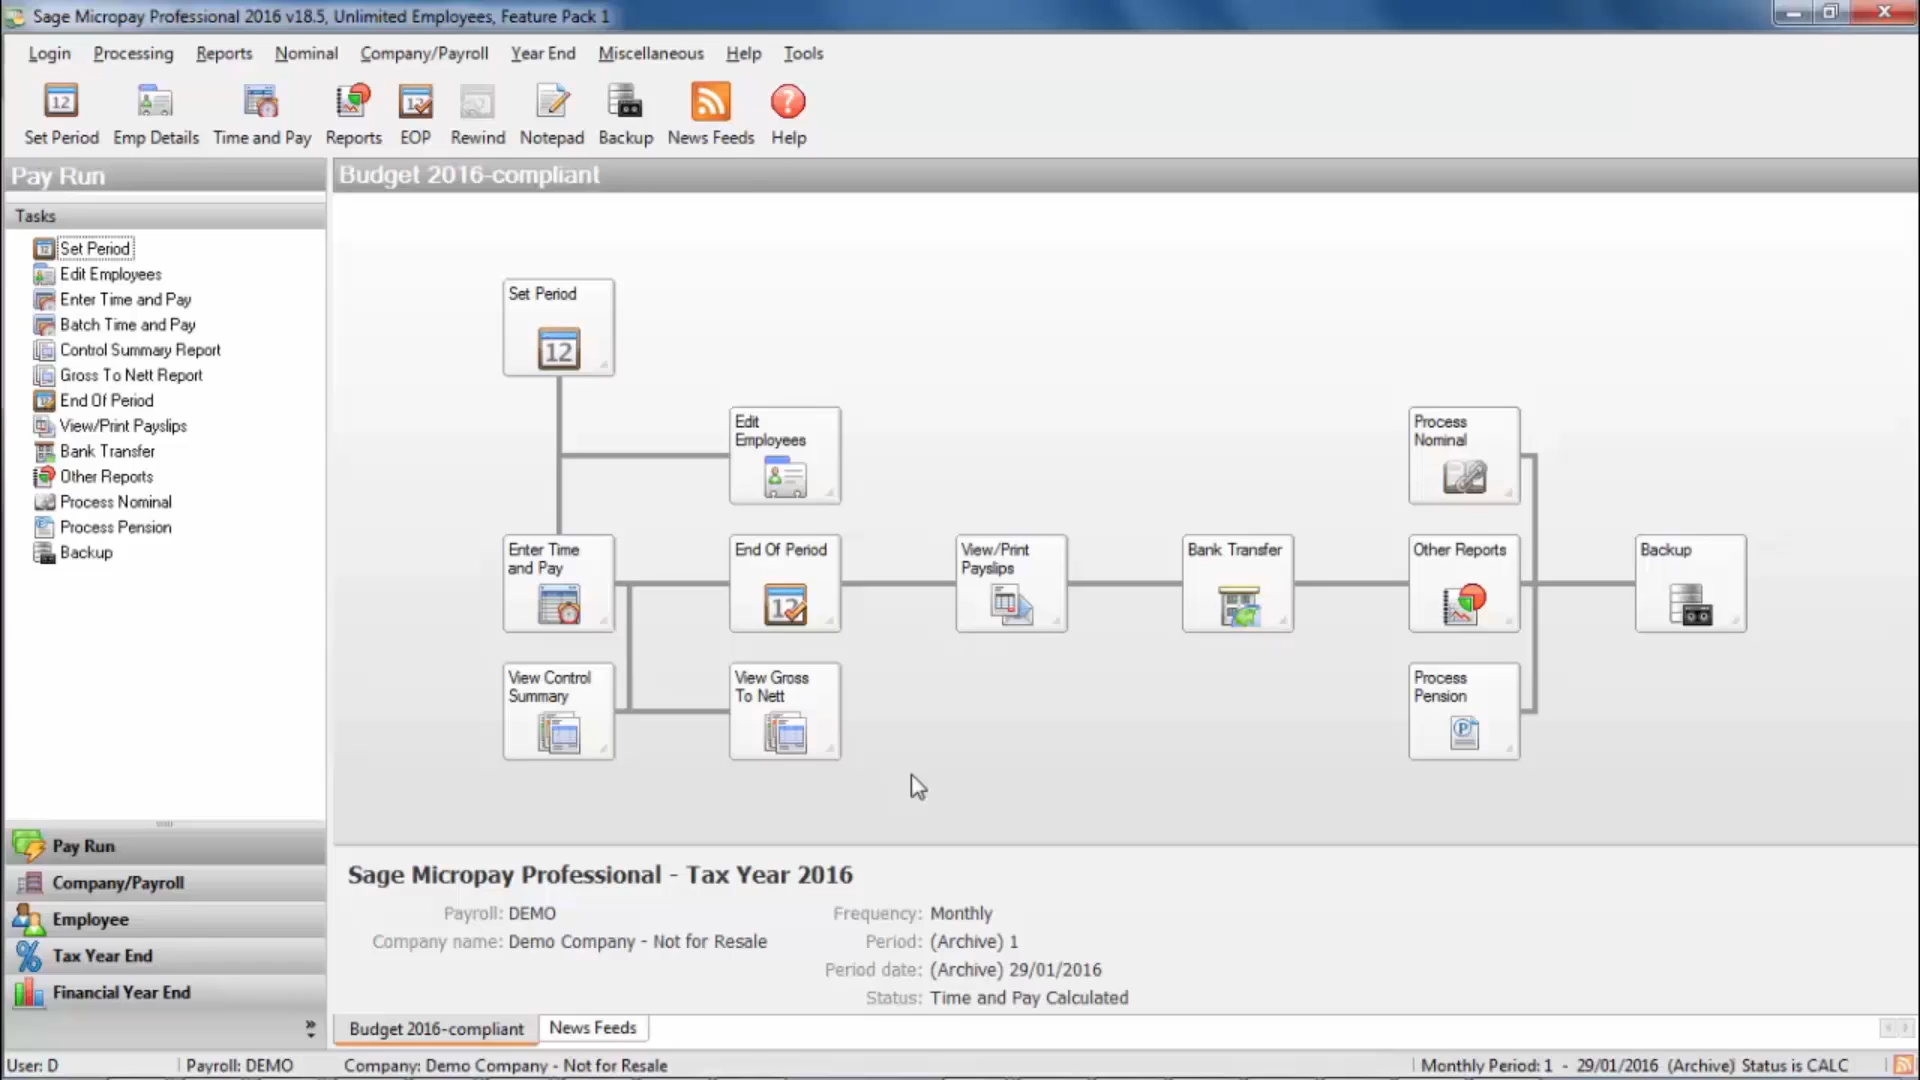 Sage Micropay Professional 2016 v18.5, Unlimited Employees, Feature Pack 1
Login Processing Reports Nominal Company/Payroll Year End Miscellaneous Help Tools
12 12
Set Period Emp Details Time and Pay Reports EOP Rewind Notepad Backup News Feeds Help
Pay Run
Tasks
Set Period
Edit Employees
Enter Time and Pay
Batch Time and Pay
Control Summary Report
Gross To Nett Report
End Of Period
View/Print Payslips
Bank Transfer
Other Reports
Process Nominal
Process Pension
Backup
Pay Run
Company/Payroll
Employee
Tax Year End
Financial Year End
Budget 2016-compliant
Set Period
12
Edit
Employees
Process
Nominal
Enter Time
and Pay
End Of Period
12
View/Print
Payslips
Bank Transfer
Other Reports
Backup
View Control
Summary
View Gross
To Nett
Process
Pension
P
Sage Micropay Professional - Tax Year 2016
Payroll: DEMO
Company name: Demo Company - Not for Resale
Frequency: Monthly
Period: (Archive) 1
Period date: (Archive) 29/01/2016
Status: Time and Pay Calculated
Budget 2016-compliant News Feeds
User: D Payroll: DEMO Company: Demo Company - Not for Resale Monthly Period: 1 - 29/01/2016 (Archive) Status is CALC